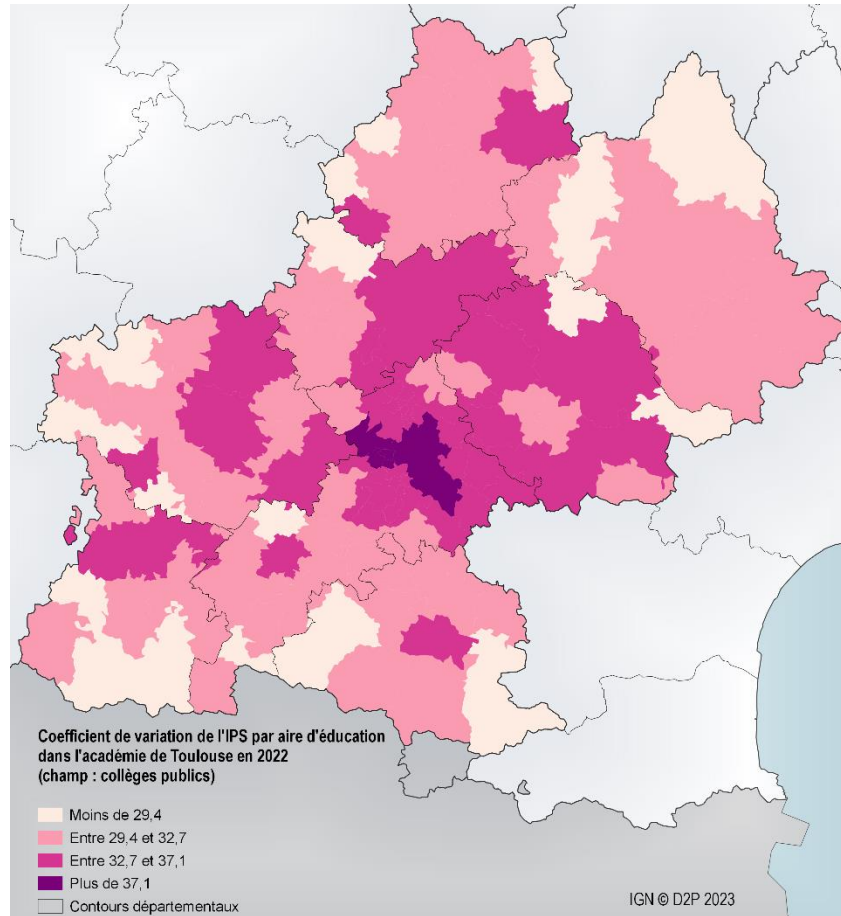 Coefficient de variation de l'IPS par aire d'éducation
dans l'académie de Toulouse en 2022
(champ : collèges publics)
Moins de 29,4
Entre 29,4 et 32,7
Entre 32,7 et 37,1
Plus de 37,1
Contours départementaux
IGN © D2P 2023